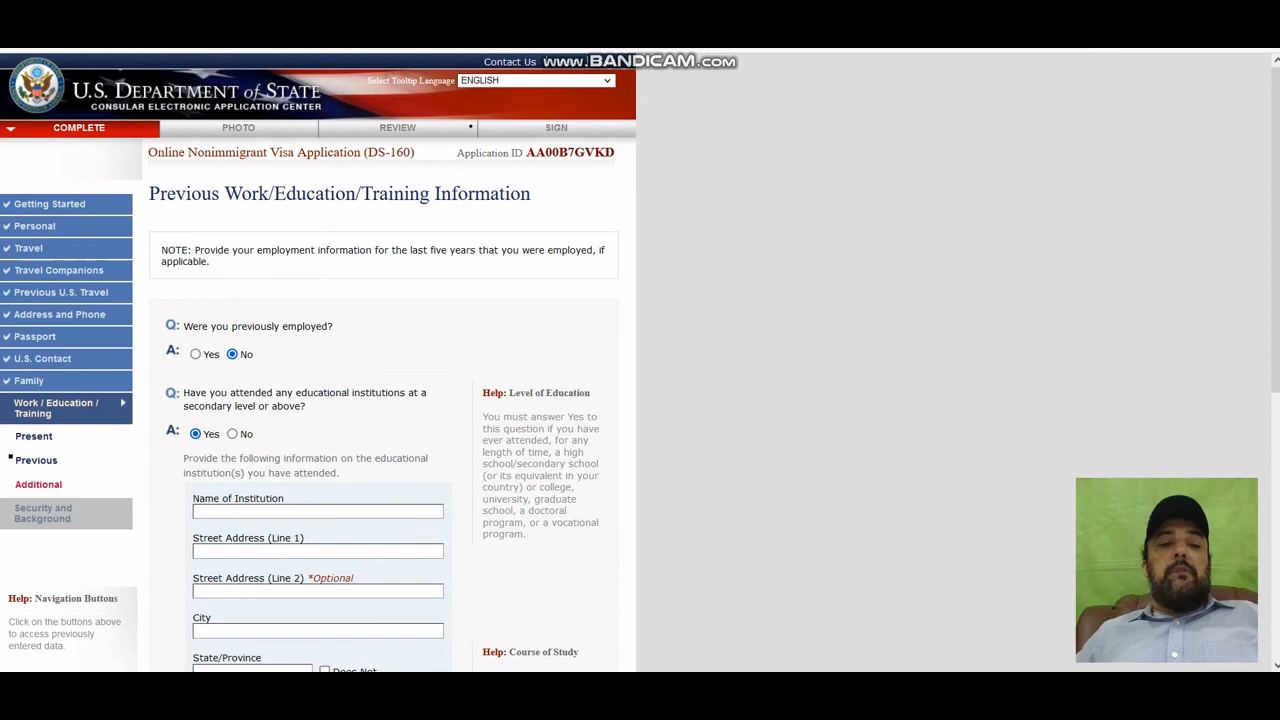 Contact Us
www.BANDICAM.com
Select Tooltip Language ENGLISH
U.S. DEPARTMENT of STATE
CONSULAR ELECTRONIC APPLICATION CENTER
COMPLETE PHOTO REVIEW SIGN
Online Nonimmigrant Visa Application (DS-160) Application ID AA00B7GVKD
Previous Work/Education/Training Information
Getting Started
Personal
Travel
Travel Companions
Previous U.S. Travel
Address and Phone
Passport
U.S. Contact
Family
Work / Education /
Training
Present
Previous
Additional
Security and
Background
Help: Navigation Buttons
Click on the buttons above
to access previously
entered data.
NOTE: Provide your employment information for the last five years that you were employed, if
applicable.
Q: Were you previously employed?
A: Yes No
Q: Have you attended any educational institutions at a
secondary level or above?
A: Yes No
Provide the following information on the educational
institution(s) you have attended.
Name of Institution
Street Address (Line 1)
Street Address (Line 2) *Optional
City
State/Province
Does Not
Help: Level of Education
You must answer Yes to
this question if you have
ever attended, for any
length of time, a high
school/secondary school
(or its equivalent in your
country) or college,
university, graduate
school, a doctoral
program, or a vocational
program.
Help: Course of Study